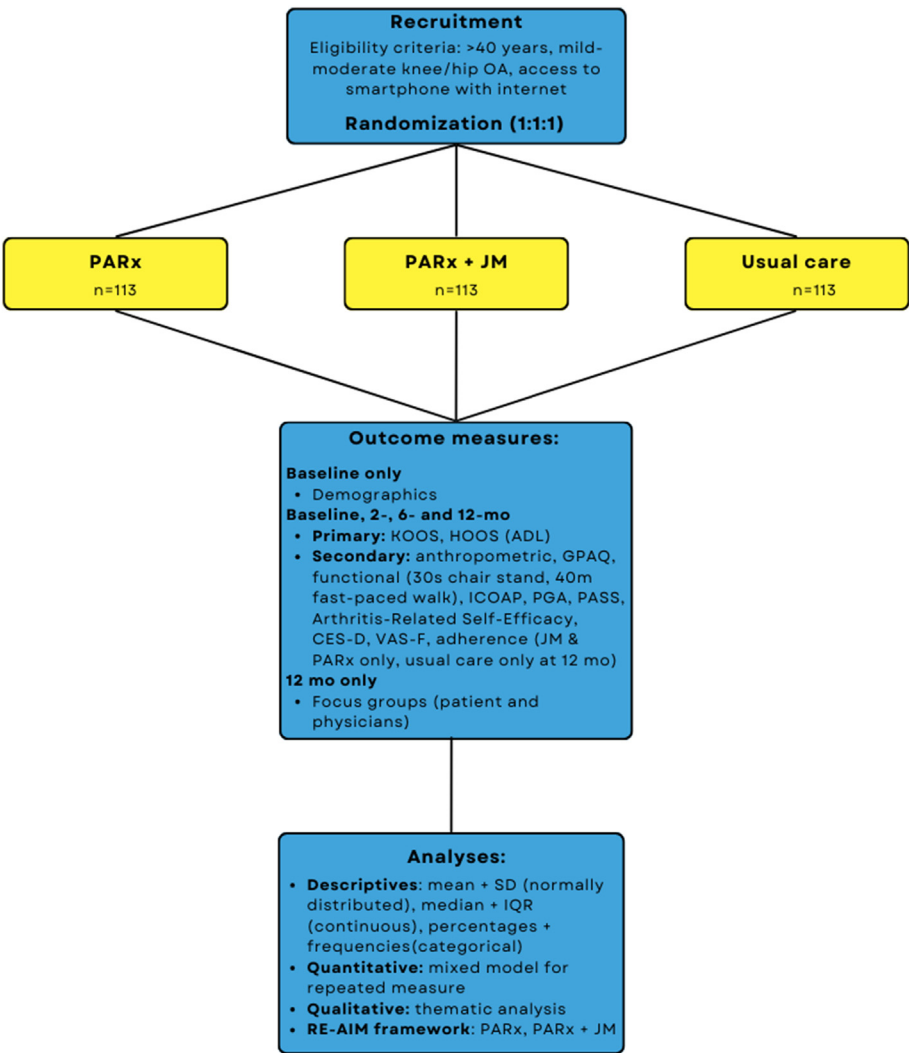 Recruitment
Eligibility criteria: >40 years, mild-
moderate knee/hip OA, access to
smartphone with internet
Randomization (1:1:1)
PARx
n=113
PARx + JM
n=113
Usual care
n=113
Outcome measures:
Baseline only
• Demographics
Baseline, 2-, 6- and 12-mo
• Primary: KOOS, HOOS (ADL)
• Secondary: anthropometric, GPAQ,
functional (30s chair stand, 40m
fast-paced walk), ICOAP, PGA, PASS,
Arthritis-Related Self-Efficacy,
CES-D, VAS-F, adherence (JM &
PARx only, usual care only at 12 mo)
12 mo only
• Focus groups (patient and
physicians)
Analyses:
• Descriptives: mean + SD (normally
distributed), median + IQR
(continuous), percentages +
frequencies(categorical)
• Quantitative: mixed model for
repeated measure
• Qualitative: thematic analysis
• RE-AIM framework: PARx, PARx + JM